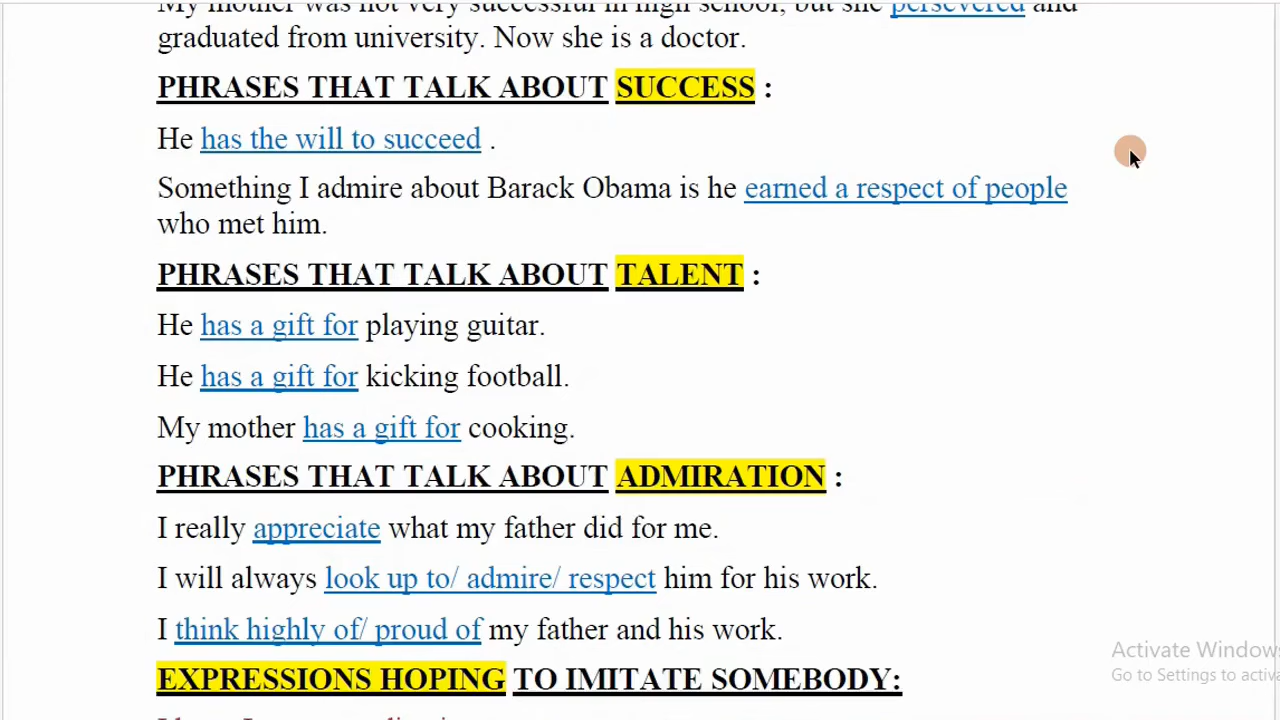 My mother was not very successful in high school, but she persevered and
graduated from university. Now she is a doctor.
PHRASES THAT TALK ABOUT SUCCESS :
He has the will to succeed .
Something I admire about Barack Obama is he earned a respect of people
who met him.
PHRASES THAT TALK ABOUT TALENT :
He has a gift for playing guitar.
He has a gift for kicking football.
My mother has a gift for cooking.
PHRASES THAT TALK ABOUT ADMIRATION :
I really appreciate what my father did for me.
I will always look up to/ admire/ respect him for his work.
I think highly of/ proud of my father and his work.
EXPRESSIONS HOPING TO IMITATE SOMEBODY:
Activate Windows
Go to Settings to activa